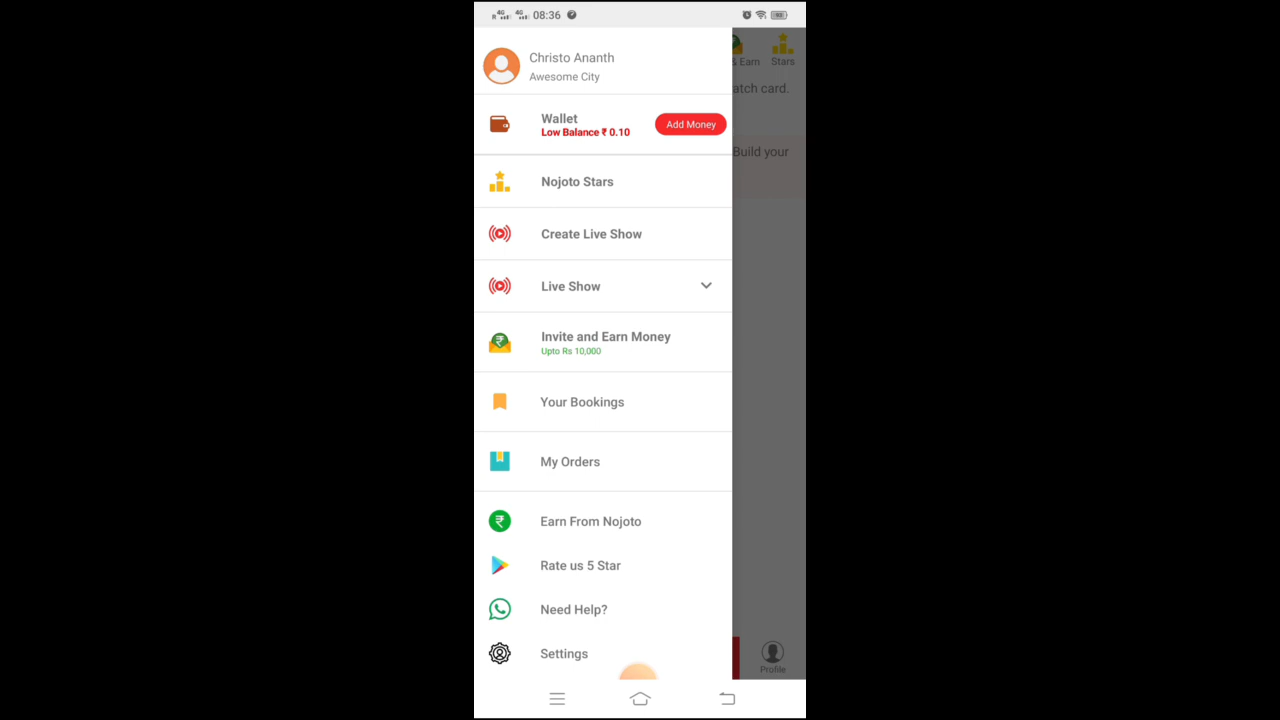 R 4G 4G 08:36
Christo Ananth
Awesome City
Wallet
Low Balance ₹ 0.10
Add Money
Nojoto Stars
Create Live Show
Live Show
Invite and Earn Money
Upto Rs 10,000
Your Bookings
My Orders
Earn From Nojoto
Rate us 5 Star
Need Help?
Settings
& Earn
Stars
atch card.
Build your
Profile